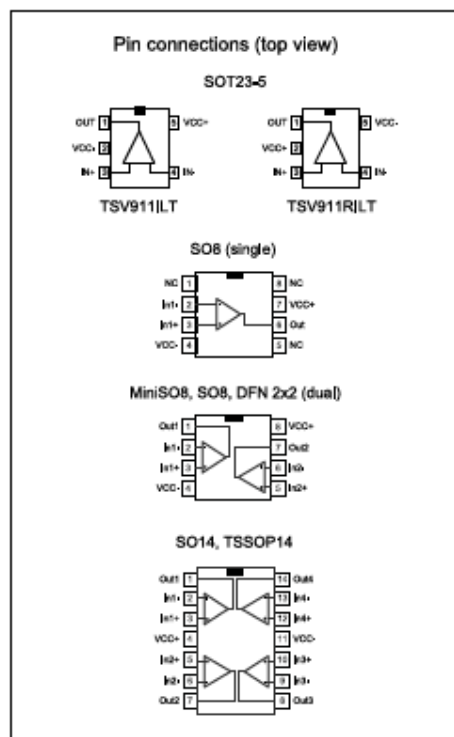 Pin connections (top view)
SOT23-5
OUT 1 5 VCC+
VCC- 2
IN+ 3 4 IN-
TSV911ILT
OUT 1 5 VCC-
VCC+ 2
IN+ 3 4 IN-
TSV911RILT
SO8 (single)
NC 1 8 NC
In1- 2 7 VCC+
In1+ 3 6 Out
VCC- 4 5 NC
MiniSO8, SO8, DFN 2x2 (dual)
Out1 1 8 VCC+
In1- 2 7 Out2
In1+ 3 6 In2-
VCC- 4 5 In2+
SO14, TSSOP14
Out1 1 14 Out4
In1- 2 13 In4-
In1+ 3 12 In4+
VCC+ 4 11 VCC-
In2+ 5 10 In3+
In2- 6 9 In3-
Out2 7 8 Out3